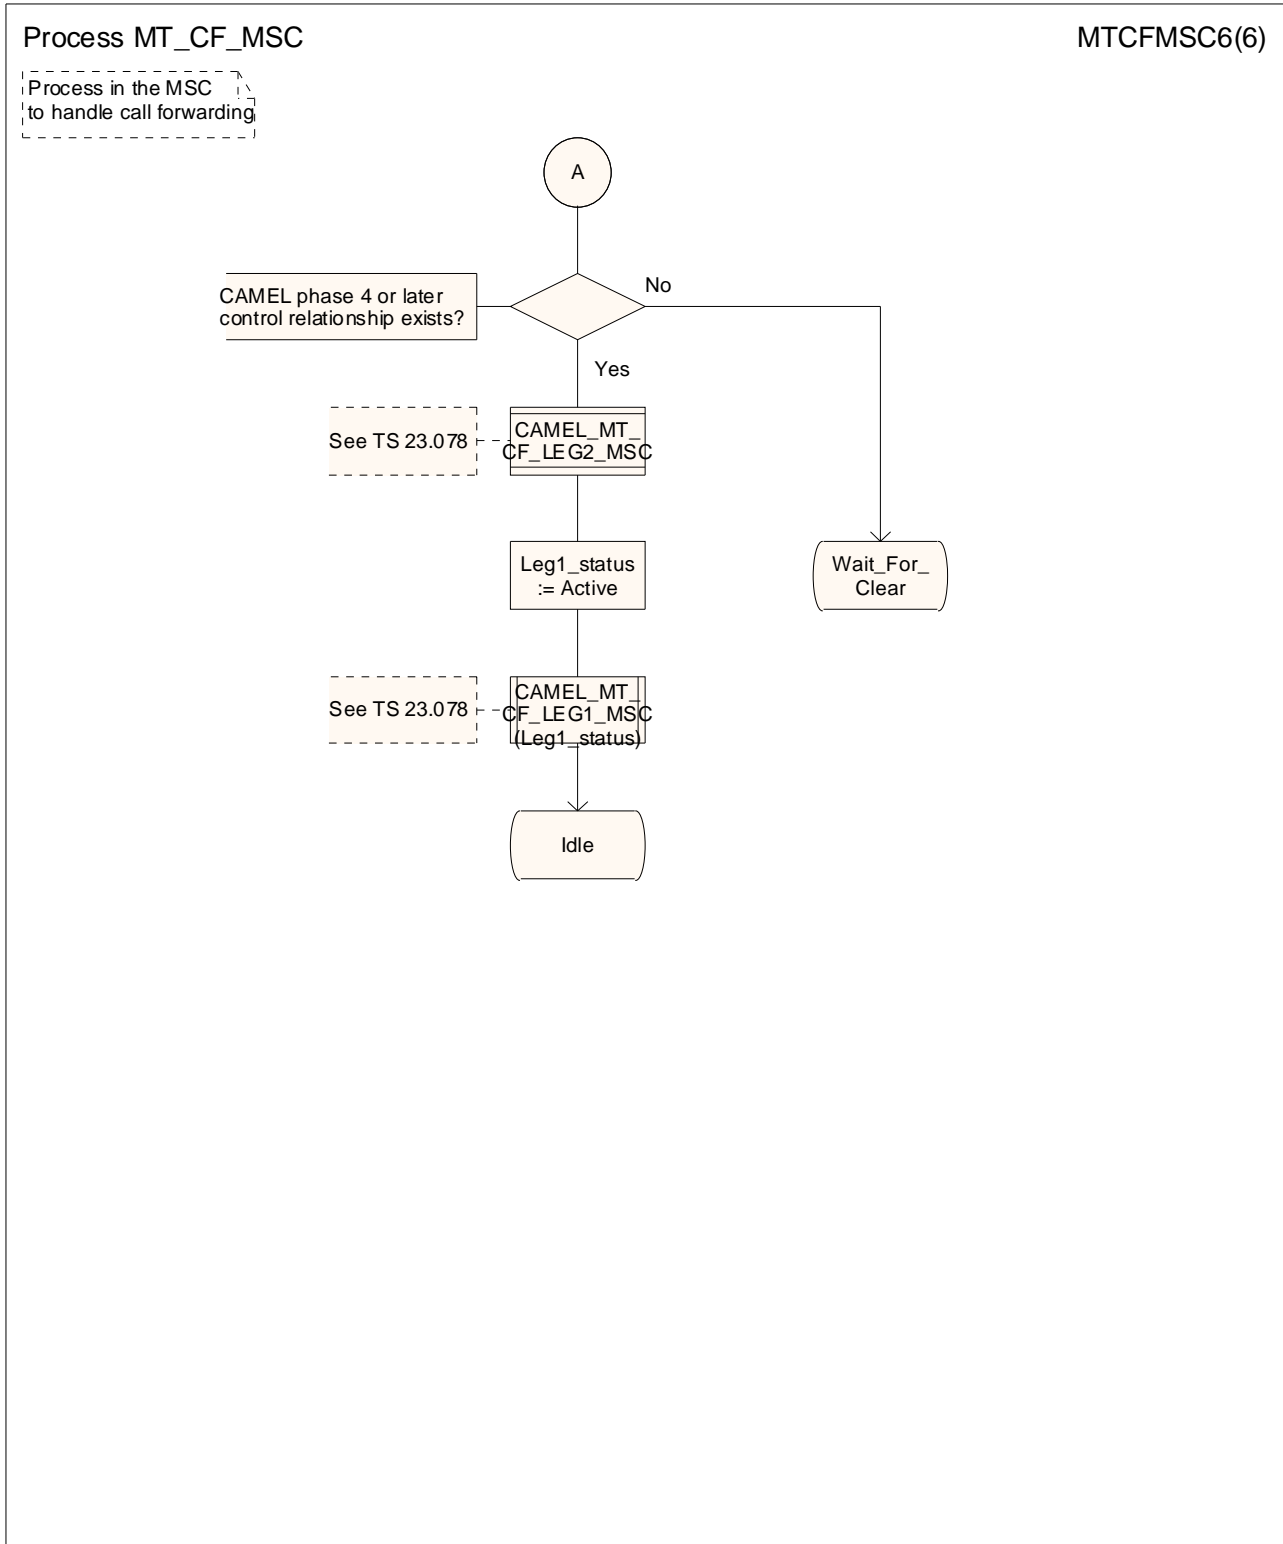 Process MT_CF_MSC
MTCFMSC6(6)
Process in the MSC
to handle call forwarding
A
CAMEL phase 4 or later
control relationship exists?
No
Yes
See TS 23.078
CAMEL_MT_
CF_LEG2_MSC
Leg1_status
:= Active
Wait_For_
Clear
See TS 23.078
CAMEL_MT_
CF_LEG1_MSC
(Leg1_status)
Idle